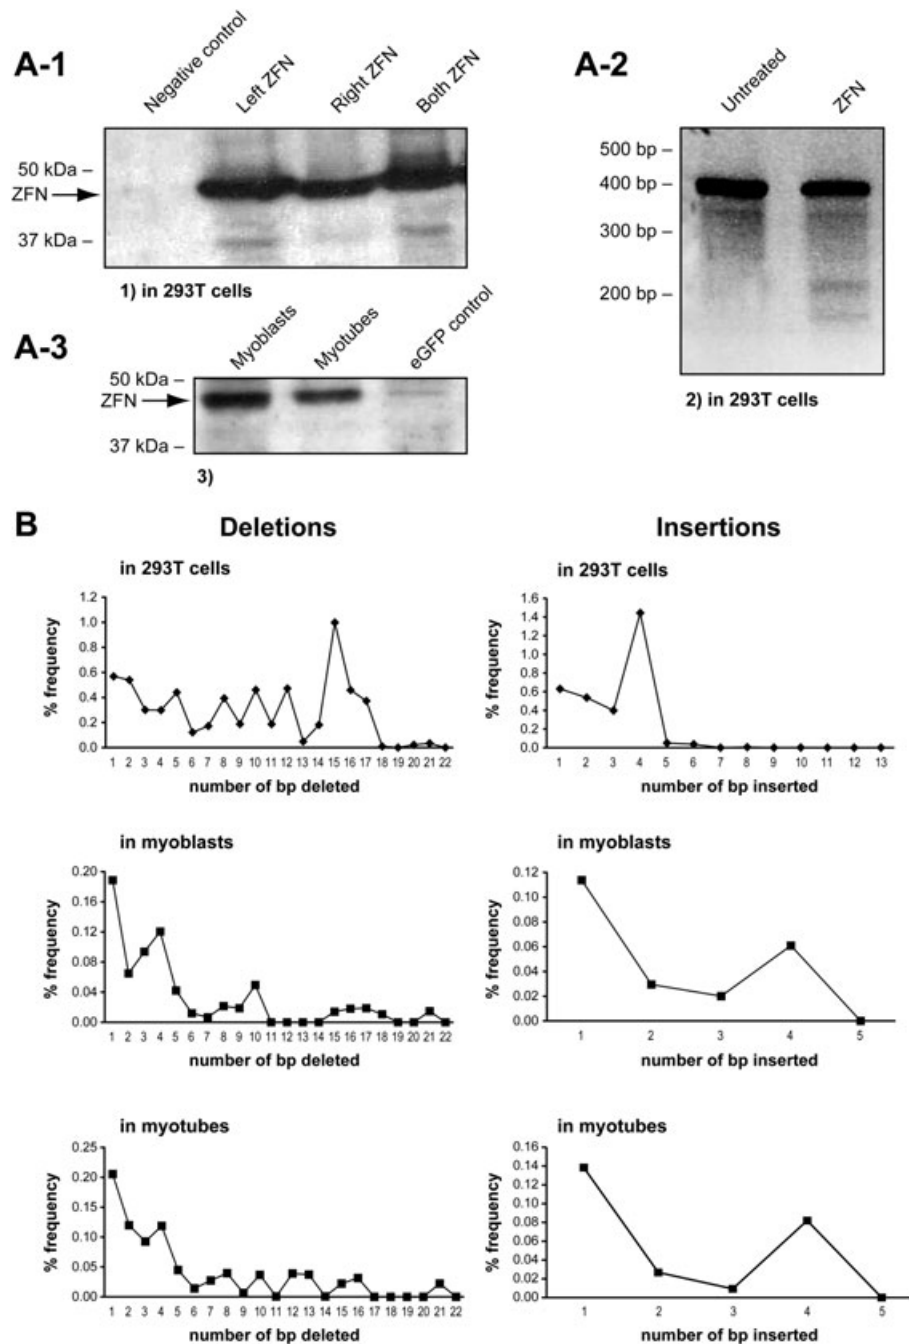 A-1
Negative control
Left ZFN
Right ZFN
Both ZFN
50 kDa –
ZFN
37 kDa –
1) in 293T cells
A-2
Untreated
ZFN
500 bp –
400 bp –
300 bp –
200 bp –
2) in 293T cells
A-3
Myoblasts
Myotubes
eGFP control
50 kDa –
ZFN
37 kDa –
3)
B
Deletions
Insertions
in 293T cells
% frequency
1.2
1.0
0.8
0.6
0.4
0.2
0.0
1 2 3 4 5 6 7 8 9 10 11 12 13 14 15 16 17 18 19 20 21 22
number of bp deleted
in 293T cells
% frequency
1.6
1.4
1.2
1.0
0.8
0.6
0.4
0.2
0.0
1 2 3 4 5 6 7 8 9 10 11 12 13
number of bp inserted
in myoblasts
% frequency
0.20
0.16
0.12
0.08
0.04
0.00
1 2 3 4 5 6 7 8 9 10 11 12 13 14 15 16 17 18 19 20 21 22
number of bp deleted
in myoblasts
% frequency
0.12
0.10
0.08
0.06
0.04
0.02
0.00
1 2 3 4 5
number of bp inserted
in myotubes
% frequency
0.25
0.20
0.15
0.10
0.05
0.00
1 2 3 4 5 6 7 8 9 10 11 12 13 14 15 16 17 18 19 20 21 22
number of bp deleted
in myotubes
% frequency
0.16
0.14
0.12
0.10
0.08
0.06
0.04
0.02
0.00
1 2 3 4 5
number of bp inserted